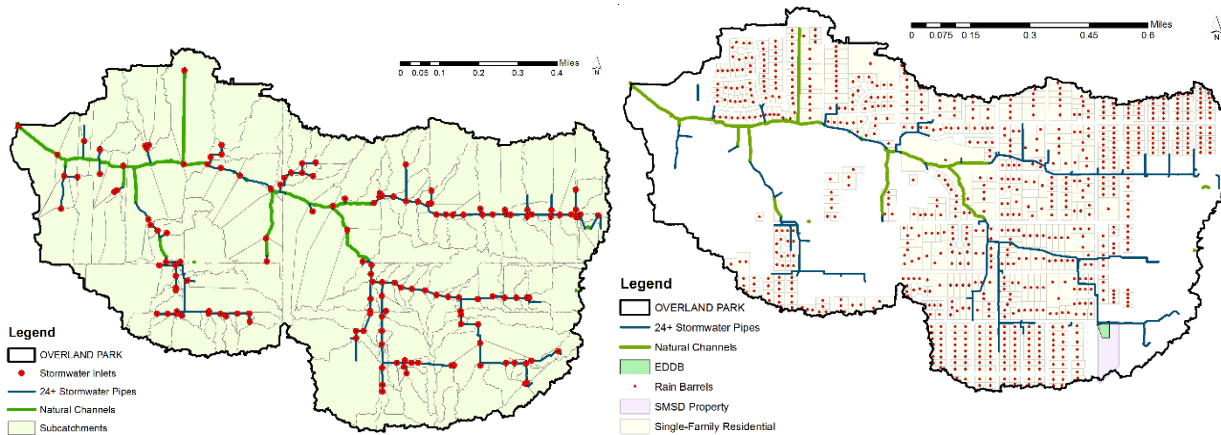 Miles
0 0.05 0.1 0.2 0.3 0.4
N
Legend
OVERLAND PARK
Stormwater Inlets
24+ Stormwater Pipes
Natural Channels
Subcatchments
Miles
0 0.075 0.15 0.3 0.45 0.6
N
Legend
OVERLAND PARK
24+ Stormwater Pipes
Natural Channels
EDDB
Rain Barrels
SMSD Property
Single-Family Residential